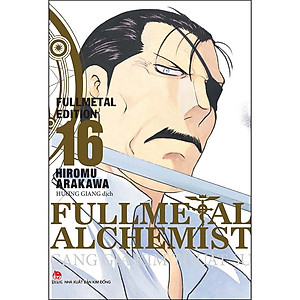 FULLMETAL
EDITION
16
HIROMU
ARAKAWA
HƯƠNG GIANG dịch
FULLMETAL
ALCHEMIST
NHÀ XUẤT BẢN KIM ĐỒNG